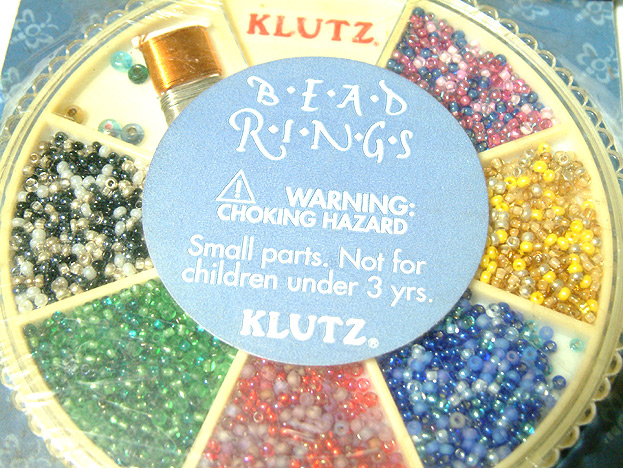 KLUTZ®
B·E·A·D
R·I·N·G·S
WARNING:
CHOKING HAZARD
Small parts. Not for
children under 3 yrs.
KLUTZ®